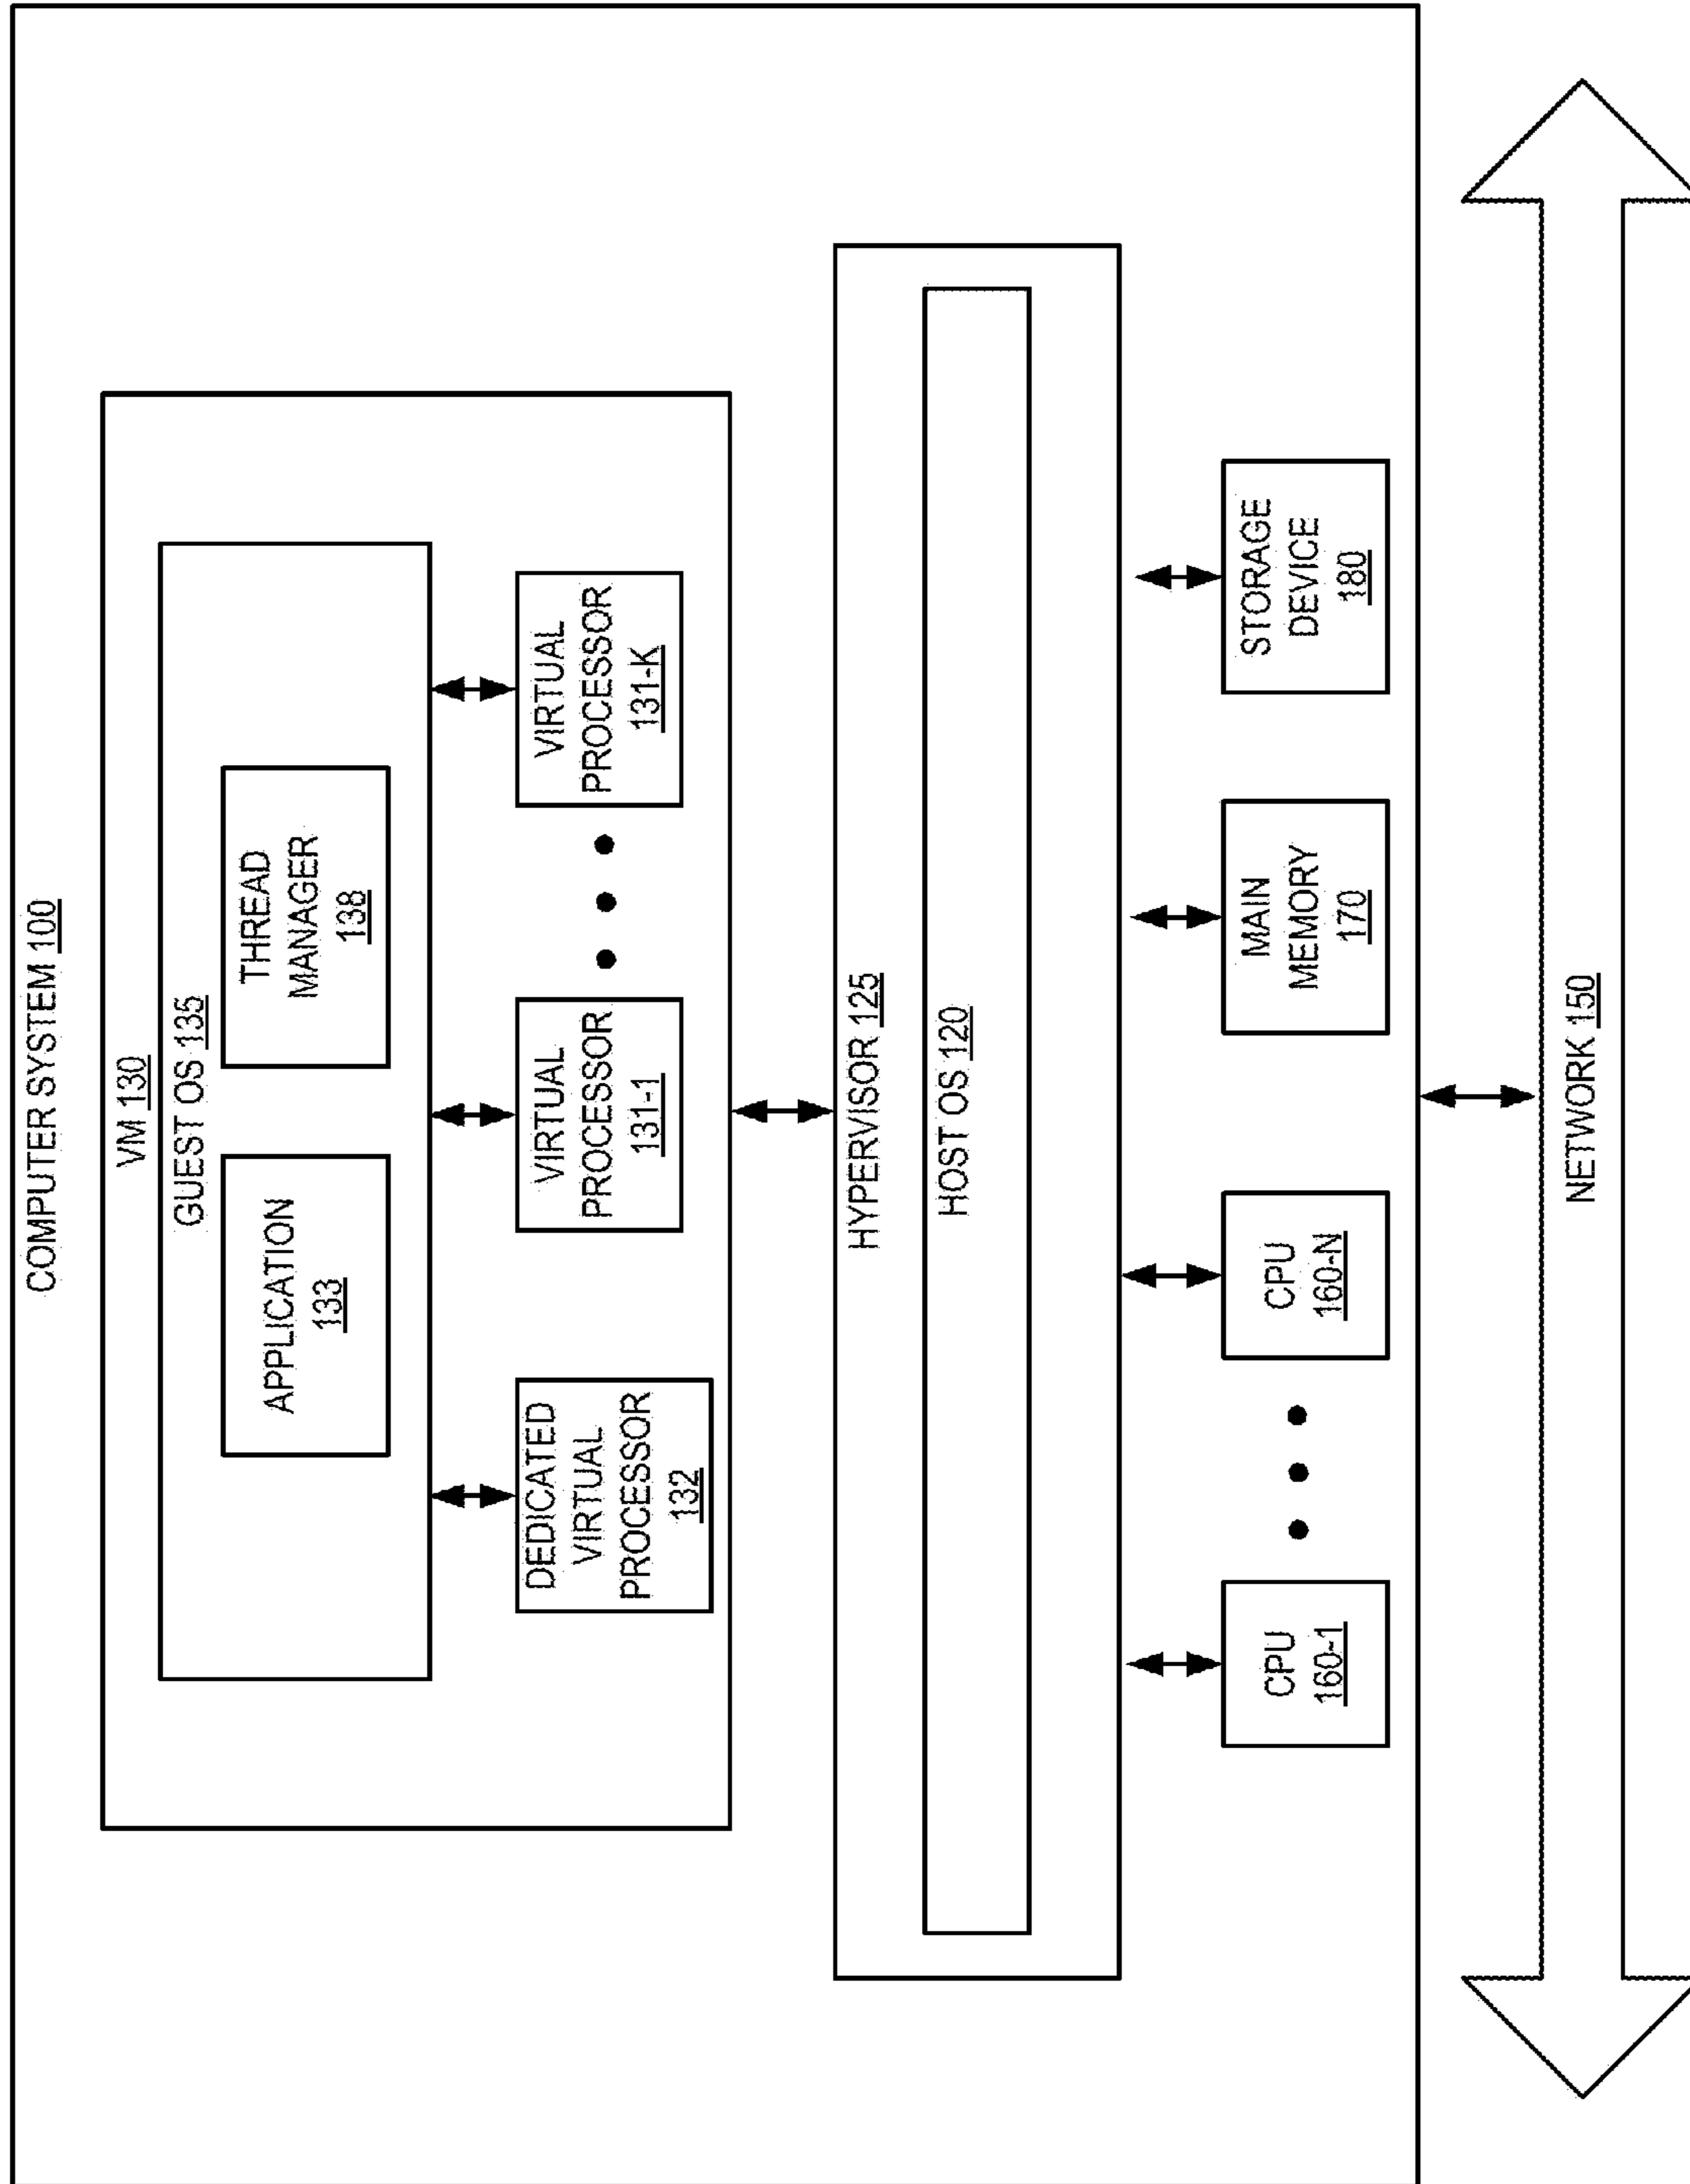 COMPUTER SYSTEM 100
VM 130
GUEST OS 135
APPLICATION
133
THREAD
MANAGER
138
DEDICATED
VIRTUAL
PROCESSOR
132
VIRTUAL
PROCESSOR
131-1
VIRTUAL
PROCESSOR
131-K
HYPERVISOR 125
HOST OS 120
CPU
160-1
CPU
160-N
MAIN
MEMORY
170
STORAGE
DEVICE
180
NETWORK 150